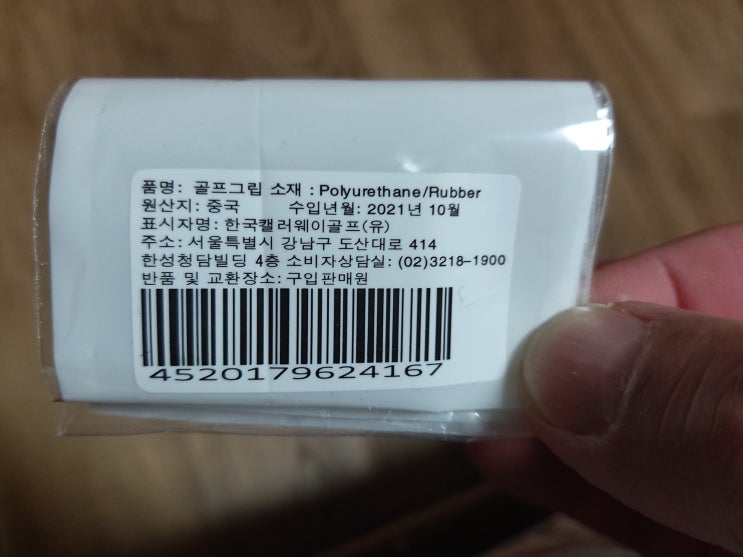 품명: 골프그립 소재 : Polyurethane/Rubber
원산지: 중국 수입년월: 2021년 10월
표시자명: 한국캘러웨이골프(유)
주소: 서울특별시 강남구 도산대로 414
한성청담빌딩 4층 소비자상담실: (02)3218-1900
반품 및 교환장소: 구입판매원
4520179624167